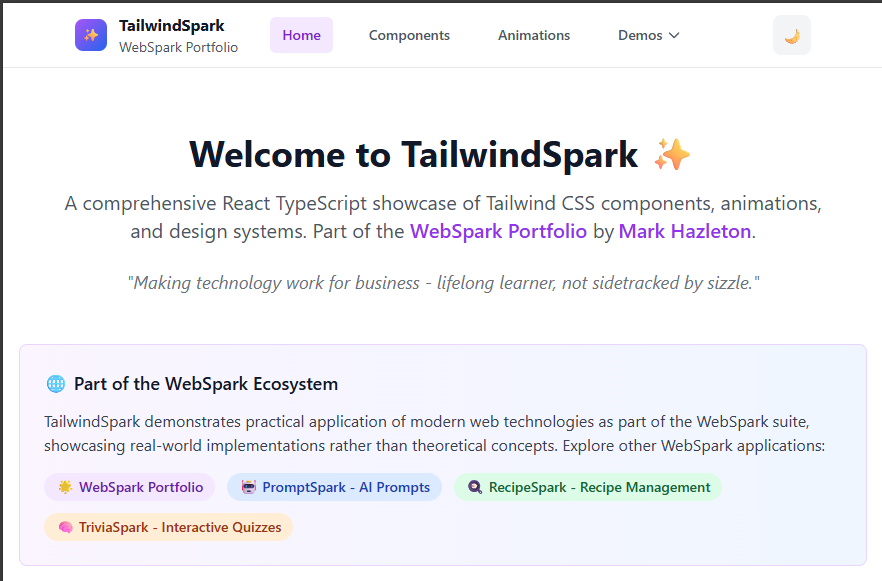 TailwindSpark
WebSpark Portfolio
Home
Components
Animations
Demos
Welcome to TailwindSpark ✨
A comprehensive React TypeScript showcase of Tailwind CSS components, animations,
and design systems. Part of the WebSpark Portfolio by Mark Hazleton.
"Making technology work for business - lifelong learner, not sidetracked by sizzle."
🌐 Part of the WebSpark Ecosystem
TailwindSpark demonstrates practical application of modern web technologies as part of the WebSpark suite,
showcasing real-world implementations rather than theoretical concepts. Explore other WebSpark applications:
🌟 WebSpark Portfolio
🤖 PromptSpark - AI Prompts
🍳 RecipeSpark - Recipe Management
🧠 TriviaSpark - Interactive Quizzes